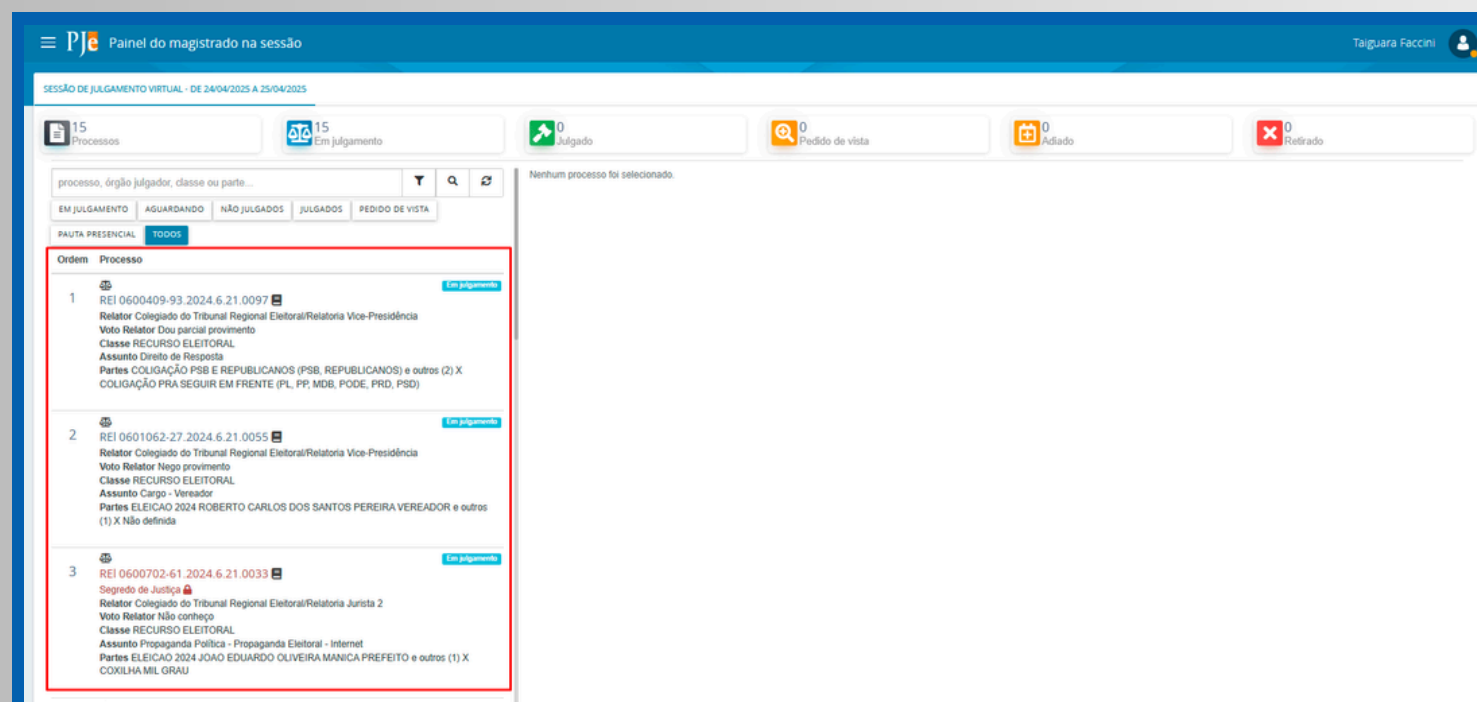 PJe Painel do magistrado na sessão
Taiguara Faccini
SESSÃO DE JULGAMENTO VIRTUAL - DE 24/04/2025 A 25/04/2025
15
Processos
15
Em julgamento
0
Julgado
0
Pedido de vista
0
Adiado
0
Retirado
processo, órgão julgador, classe ou parte...
EM JULGAMENTO AGUARDANDO NÃO JULGADOS JULGADOS PEDIDO DE VISTA
PAUTA PRESENCIAL TODOS
Nenhum processo foi selecionado.
Ordem Processo
Em julgamento
1 REl 0600409-93.2024.6.21.0097
Relator Colegiado do Tribunal Regional Eleitoral/Relatoria Vice-Presidência
Voto Relator Dou parcial provimento
Classe RECURSO ELEITORAL
Assunto Direito de Resposta
Partes COLIGAÇÃO PSB E REPUBLICANOS (PSB, REPUBLICANOS) e outros (2) X
COLIGAÇÃO PRA SEGUIR EM FRENTE (PL, PP, MDB, PODE, PRD, PSD)
Em julgamento
2 REl 0601062-27.2024.6.21.0055
Relator Colegiado do Tribunal Regional Eleitoral/Relatoria Vice-Presidência
Voto Relator Nego provimento
Classe RECURSO ELEITORAL
Assunto Cargo - Vereador
Partes ELEICAO 2024 ROBERTO CARLOS DOS SANTOS PEREIRA VEREADOR e outros
(1) X Não definida
Em julgamento
3 REl 0600702-61.2024.6.21.0033
Segredo de Justiça
Relator Colegiado do Tribunal Regional Eleitoral/Relatoria Jurista 2
Voto Relator Não conheço
Classe RECURSO ELEITORAL
Assunto Propaganda Política - Propaganda Eleitoral - Internet
Partes ELEICAO 2024 JOAO EDUARDO OLIVEIRA MANICA PREFEITO e outros (1) X
COXILHA MIL GRAU